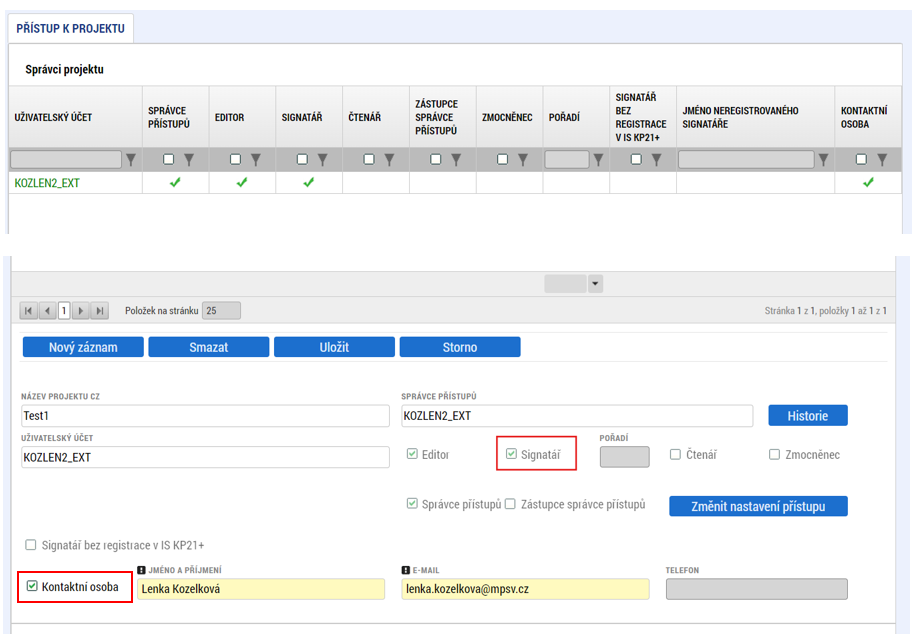 PŘÍSTUP K PROJEKTU
Správci projektu
UŽIVATELSKÝ ÚČET
SPRÁVCE
PŘÍSTUPŮ
EDITOR
SIGNATÁŘ
ČTENÁŘ
ZÁSTUPCE
SPRÁVCE
PŘÍSTUPŮ
ZMOCNĚNEC
POŘADÍ
SIGNATÁŘ
BEZ
REGISTRACE
V IS KP21+
JMÉNO NEREGISTROVANÉHO
SIGNATÁŘE
KONTAKTNÍ
OSOBA
KOZLEN2_EXT
1
Položek na stránku 25
Stránka 1 z 1, položky 1 až 1 z 1
Nový záznam Smazat Uložit Storno
NÁZEV PROJEKTU CZ SPRÁVCE PŘÍSTUPŮ
Test1 KOZLEN2_EXT Historie
UŽIVATELSKÝ ÚČET POŘADÍ
KOZLEN2_EXT Editor Signatář Čtenář Zmocněnec
Správce přístupů Zástupce správce přístupů Změnit nastavení přístupu
Signatář bez registrace v IS KP21+
JMÉNO A PŘÍJMENÍ E-MAIL TELEFON
Kontaktní osoba Lenka Kozelková lenka.kozelkova@mpsv.cz